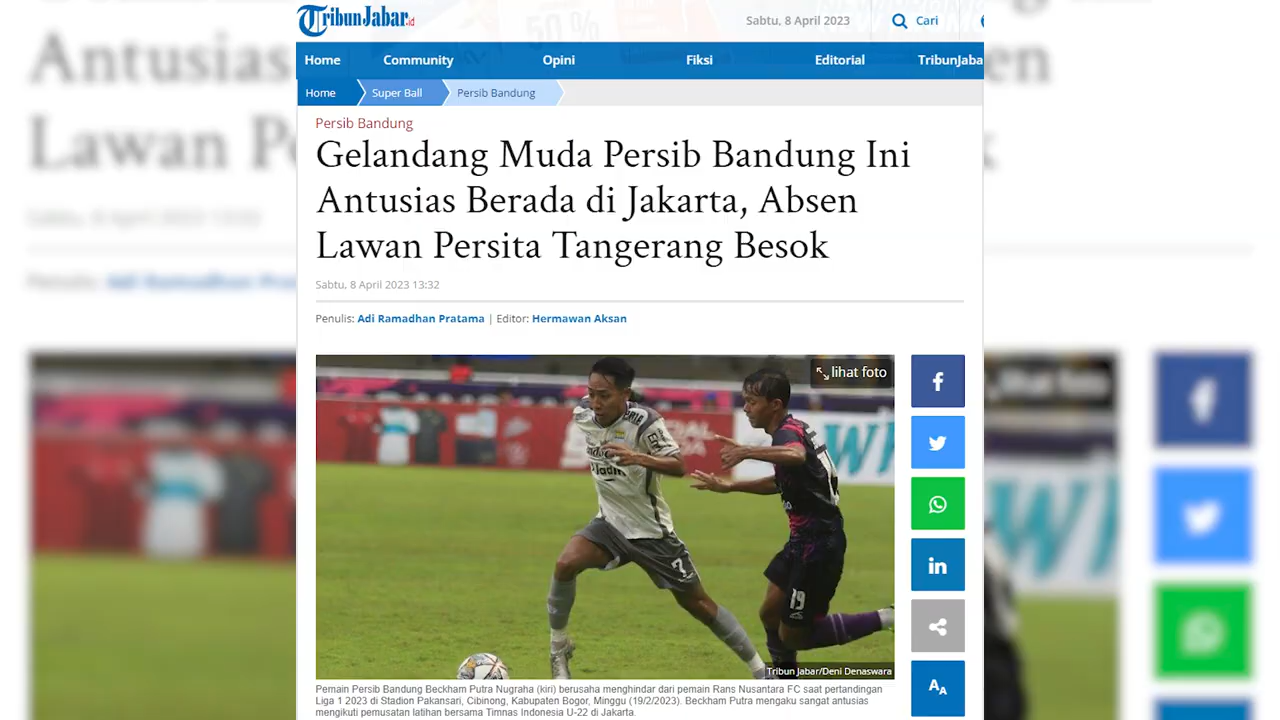 TribunJabar.id
Sabtu, 8 April 2023
Cari
Home Community Opini Fiksi Editorial TribunJaba
Home Super Ball Persib Bandung
Persib Bandung
Gelandang Muda Persib Bandung Ini
Antusias Berada di Jakarta, Absen
Lawan Persita Tangerang Besok
Sabtu, 8 April 2023 13:32
Penulis: Adi Ramadhan Pratama | Editor: Hermawan Aksan
lihat foto
7
19
Tribun Jabar/Deni Denaswara
Pemain Persib Bandung Beckham Putra Nugraha (kiri) berusaha menghindar dari pemain Rans Nusantara FC saat pertandingan
Liga 1 2023 di Stadion Pakansari, Cibinong, Kabupaten Bogor, Minggu (19/2/2023). Beckham Putra mengaku sangat antusias
mengikuti pemusatan latihan bersama Timnas Indonesia U-22 di Jakarta.